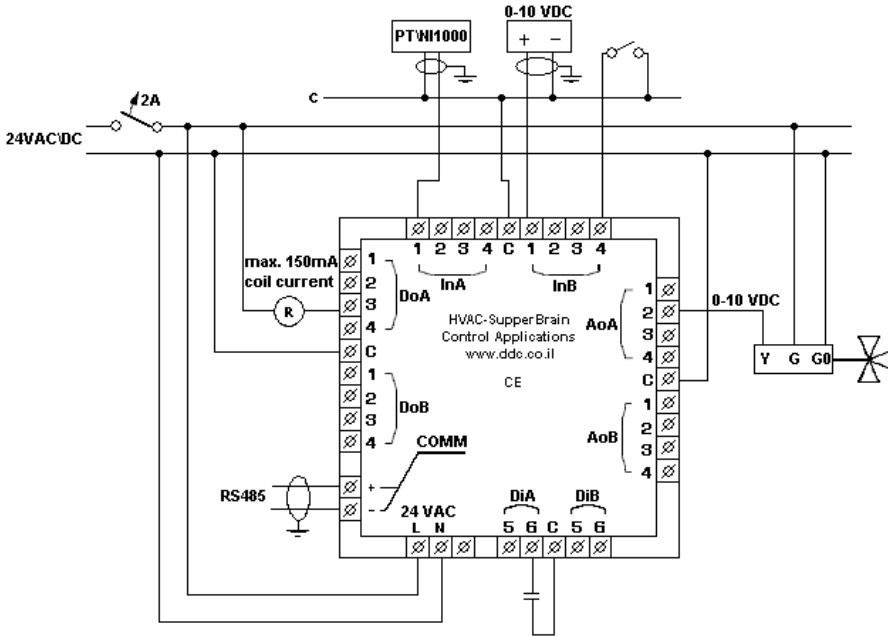 0-10 VDC
PT\NI1000
+ −
2A
C
24VAC\DC
1 2 3 4 C 1 2 3 4
InA InB
max. 150mA
coil current
R
1
2
3
4
C
1
2
3
4
DoA
DoB
HVAC-SupperBrain
Control Applications
www.ddc.co.il
CE
1
2
3
4
C
1
2
3
4
AoA
AoB
0-10 VDC
Y G G0
COMM
RS485
+
-
24 VAC
L N
DiA DiB
5 6 C 5 6